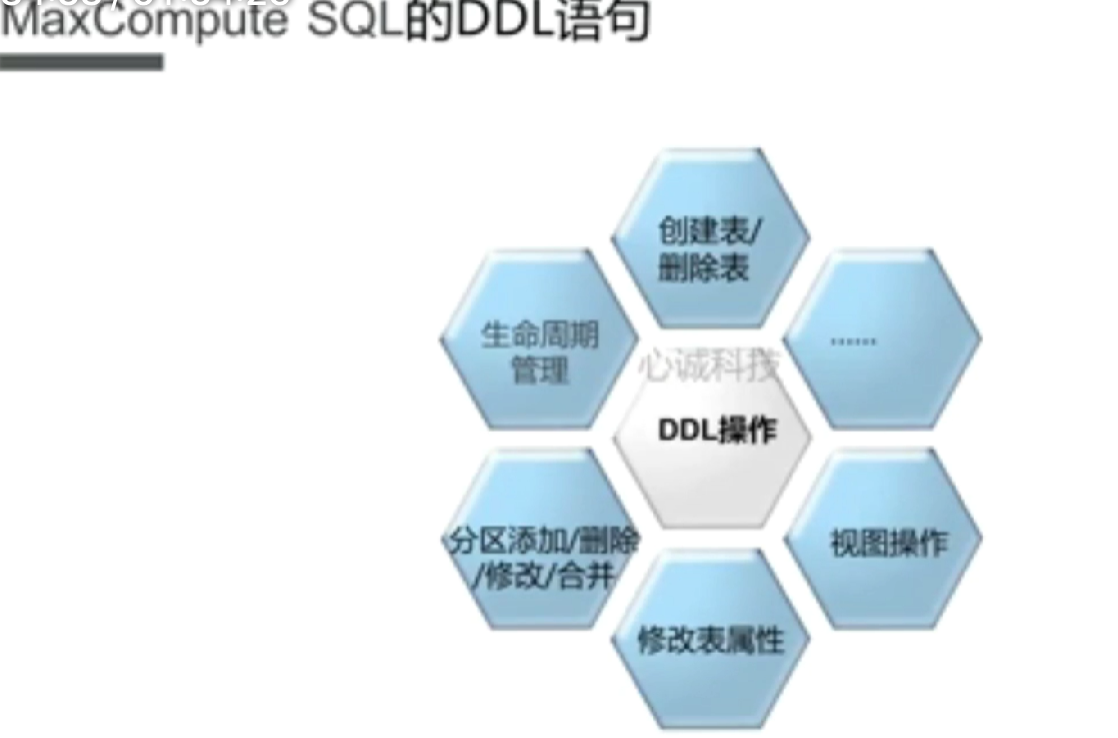 MaxCompute SQL的DDL语句
创建表/
删除表
生命周期
管理
......
心诚科技
DDL操作
分区添加/删除
/修改/合并
视图操作
修改表属性